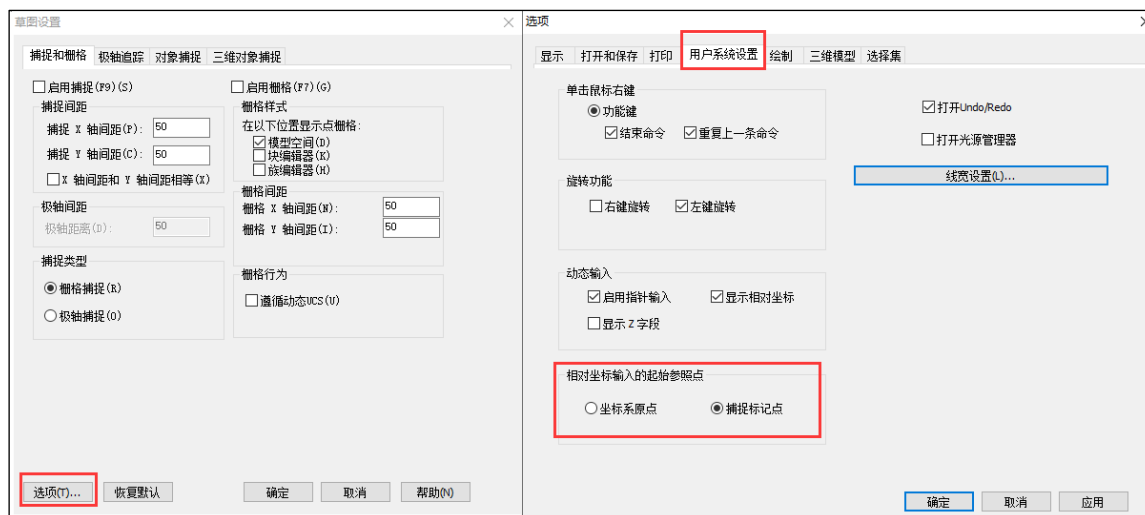 草图设置
捕捉和栅格 极轴追踪 对象捕捉 三维对象捕捉
启用捕捉(F9)(S)
捕捉间距
捕捉 X 轴间距(P): 50
捕捉 Y 轴间距(C): 50
X 轴间距和 Y 轴间距相等(X)
极轴间距
极轴距离(D): 50
捕捉类型
栅格捕捉(R)
极轴捕捉(O)
启用栅格(F7)(G)
栅格样式
在以下位置显示点栅格:
模型空间(D)
块编辑器(K)
族编辑器(H)
栅格间距
栅格 X 轴间距(N): 50
栅格 Y 轴间距(I): 50
栅格行为
遵循动态UCS(U)
选项(T)... 恢复默认 确定 取消 帮助(N)
选项
显示 打开和保存 打印 用户系统设置 绘制 三维模型 选择集
单击鼠标右键
功能键
结束命令 重复上一条命令
旋转功能
右键旋转 左键旋转
动态输入
启用指针输入 显示相对坐标
显示 Z 字段
相对坐标输入的起始参照点
坐标系原点 捕捉标记点
打开Undo/Redo
打开光源管理器
线宽设置(L)...
确定 取消 应用